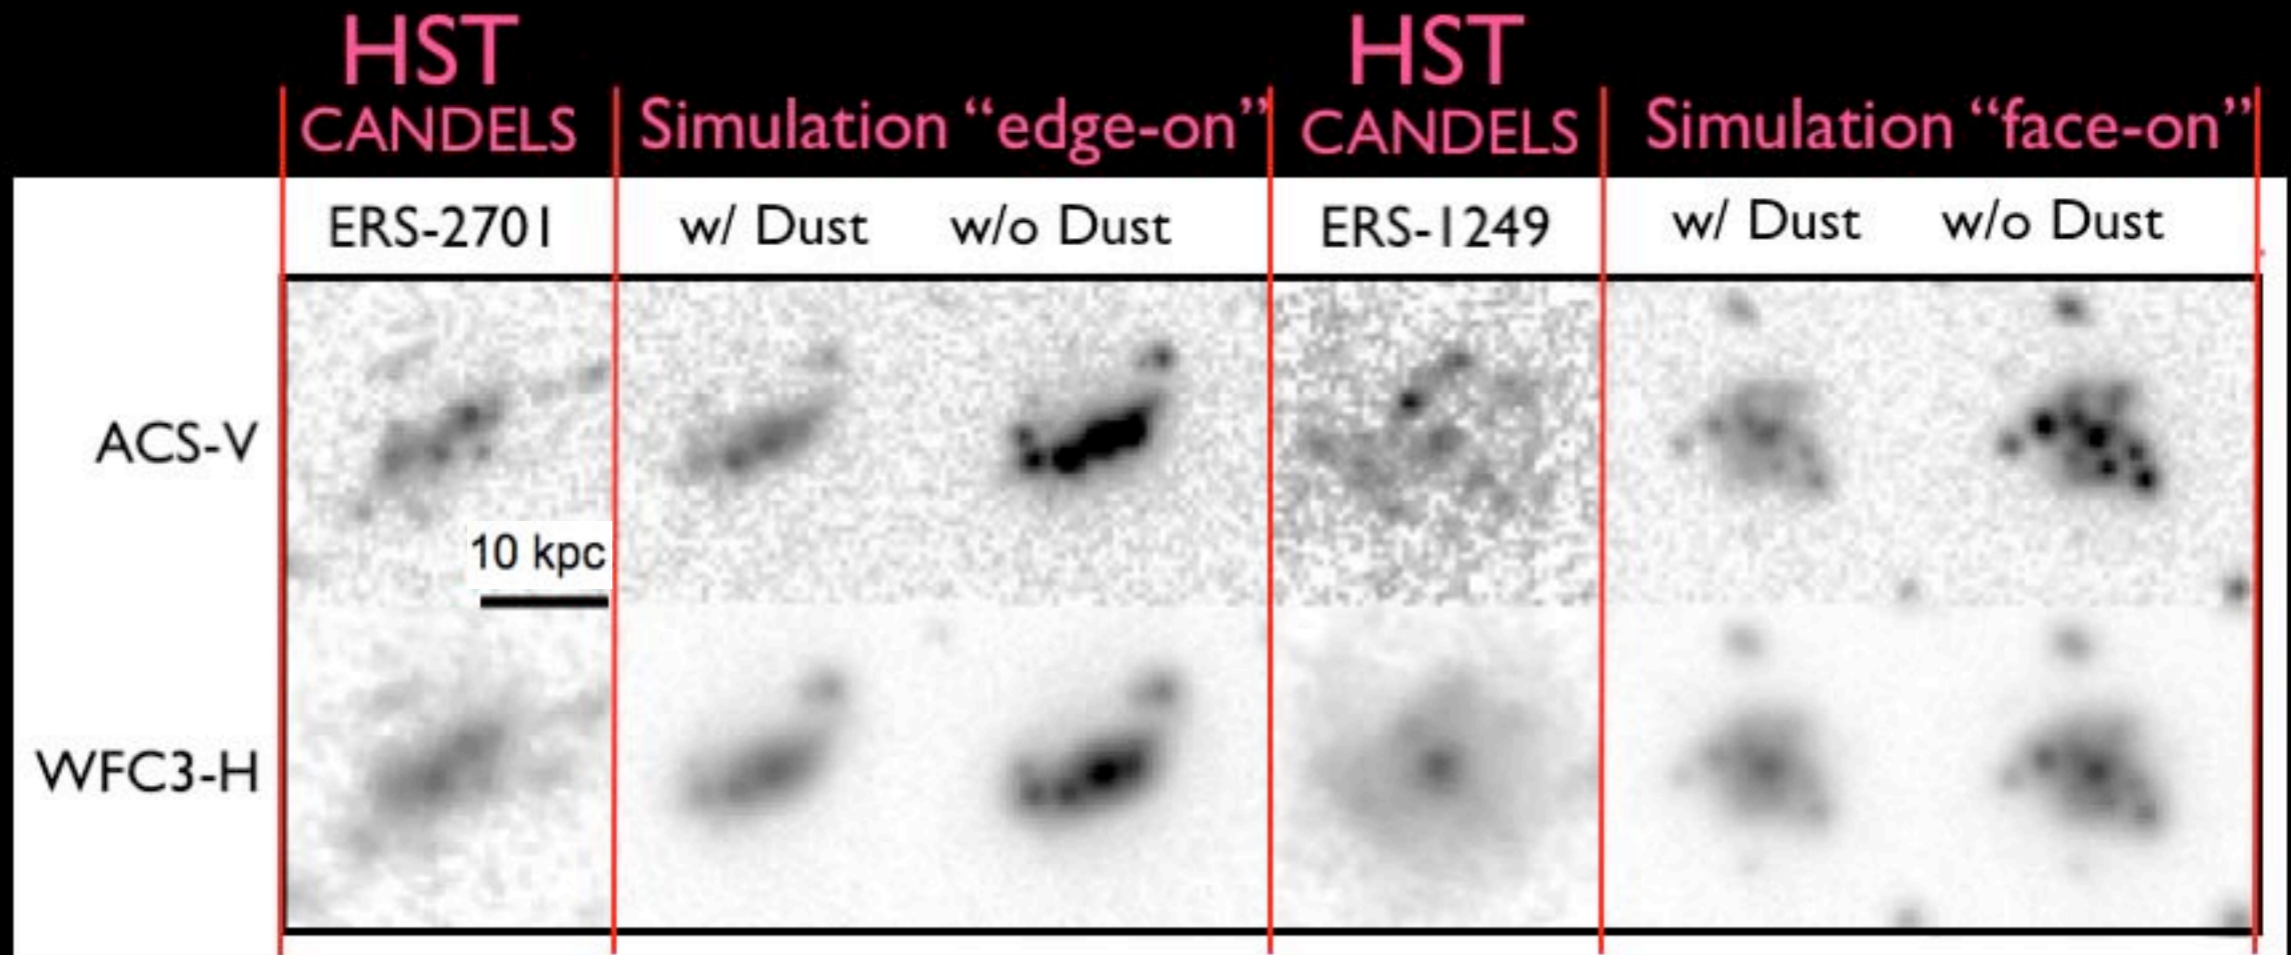 HST
CANDELS
Simulation “edge-on”
HST
CANDELS
Simulation “face-on”
ERS-2701
w/ Dust
w/o Dust
ERS-1249
w/ Dust
w/o Dust
ACS-V
10 kpc
WFC3-H